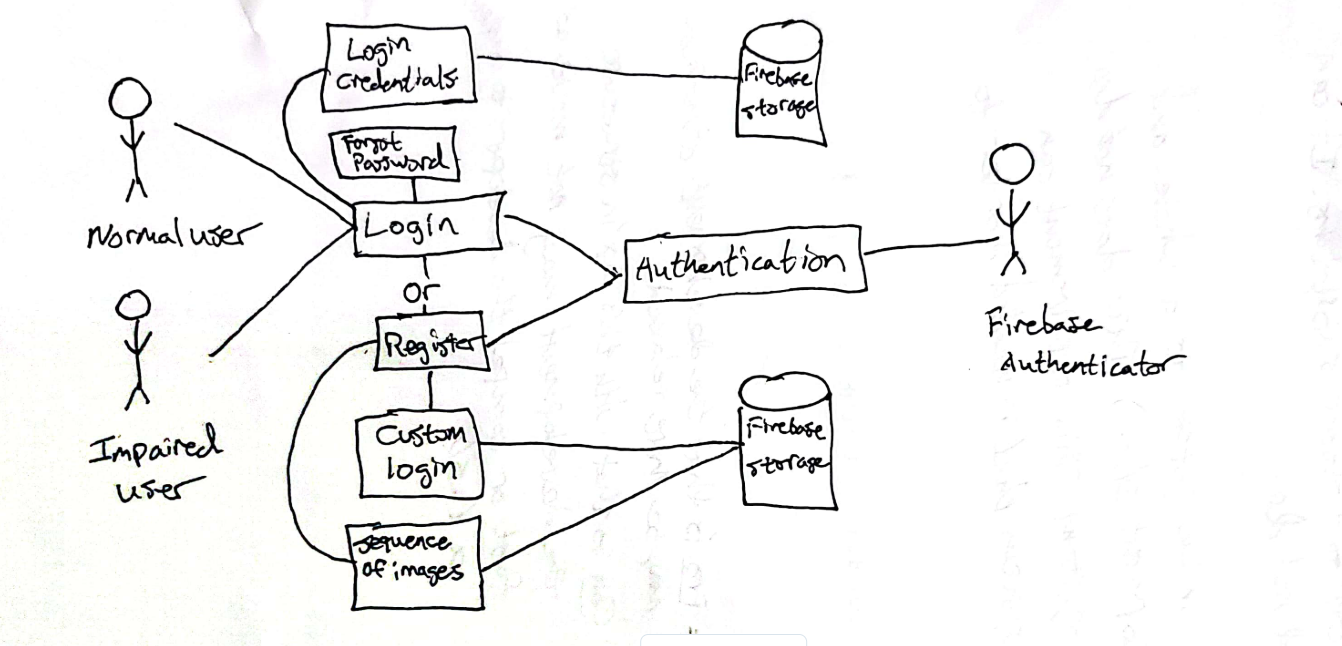 Login
Credentials
Firebase
storage
Forgot
Password
Normal user
Login
Authentication
or
Register
Firebase
Authenticator
Impaired
user
Custom
login
Firebase
storage
Sequence
of images